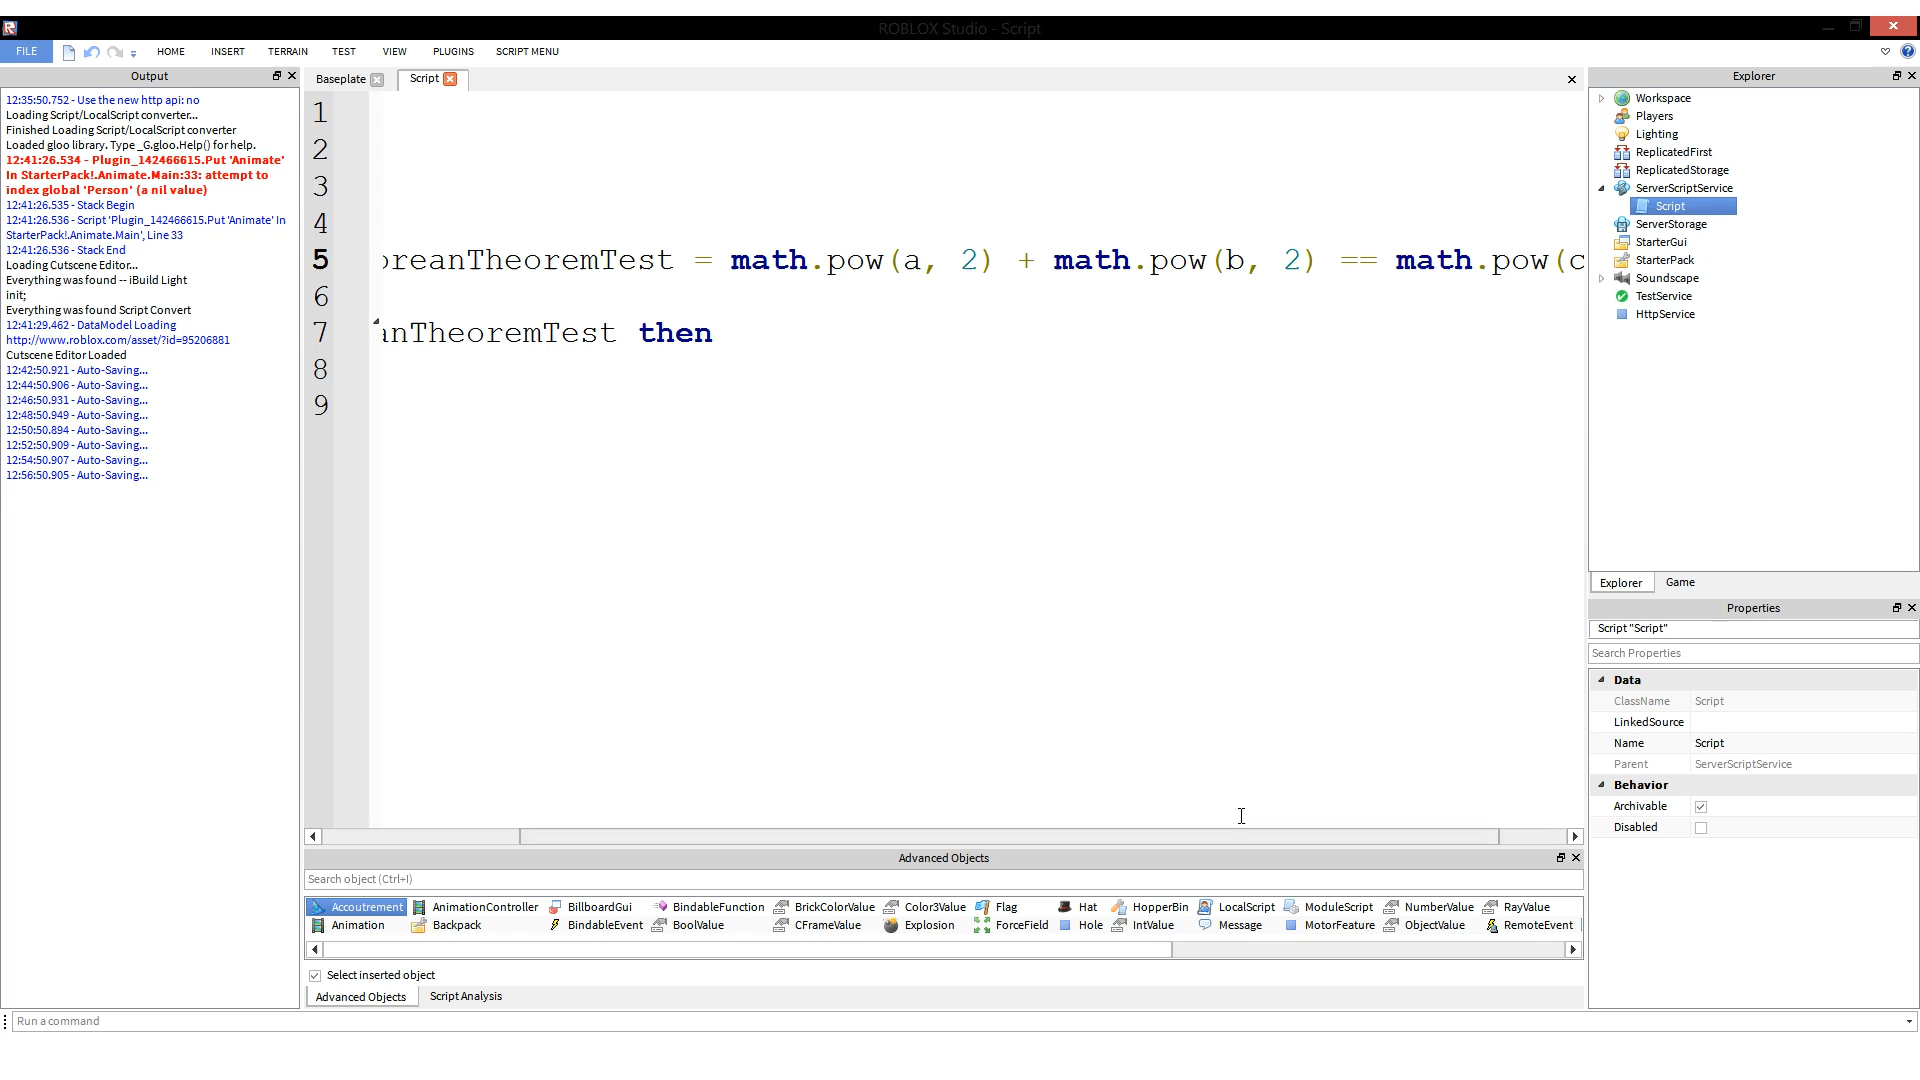 ROBLOX Studio - Script
FILE HOME INSERT TERRAIN TEST VIEW PLUGINS SCRIPT MENU
Output
12:35:50.752 - Use the new http api: no
Loading Script/LocalScript converter...
Finished Loading Script/LocalScript converter
Loaded gloo library. Type _G.gloo.Help() for help.
12:41:26.534 - Plugin_142466615.Put 'Animate'
In StarterPack!.Animate.Main:33: attempt to
index global 'Person' (a nil value)
12:41:26.535 - Stack Begin
12:41:26.536 - Script 'Plugin_142466615.Put 'Animate' In
StarterPack!.Animate.Main', Line 33
12:41:26.536 - Stack End
Loading Cutscene Editor...
Everything was found -- iBuild Light
init;
Everything was found Script Convert
12:41:29.462 - DataModel Loading
http://www.roblox.com/asset/?id=95206881
Cutscene Editor Loaded
12:42:50.921 - Auto-Saving...
12:44:50.906 - Auto-Saving...
12:46:50.931 - Auto-Saving...
12:48:50.949 - Auto-Saving...
12:50:50.894 - Auto-Saving...
12:52:50.909 - Auto-Saving...
12:54:50.907 - Auto-Saving...
12:56:50.905 - Auto-Saving...
Baseplate Script
1
2
3
4
5 oreanTheoremTest = math.pow(a, 2) + math.pow(b, 2) == math.pow(c
6
7 anTheoremTest then
8
9
Advanced Objects
Search object (Ctrl+I)
Accoutrement AnimationController BillboardGui BindableFunction BrickColorValue Color3Value Flag Hat HopperBin LocalScript ModuleScript NumberValue RayValue
Animation Backpack BindableEvent BoolValue CFrameValue Explosion ForceField Hole IntValue Message MotorFeature ObjectValue RemoteEvent
Select inserted object
Advanced Objects Script Analysis
Run a command
Explorer
Workspace
Players
Lighting
ReplicatedFirst
ReplicatedStorage
ServerScriptService
Script
ServerStorage
StarterGui
StarterPack
Soundscape
TestService
HttpService
Explorer Game
Properties
Script "Script"
Search Properties
Data
ClassName Script
LinkedSource
Name Script
Parent ServerScriptService
Behavior
Archivable
Disabled